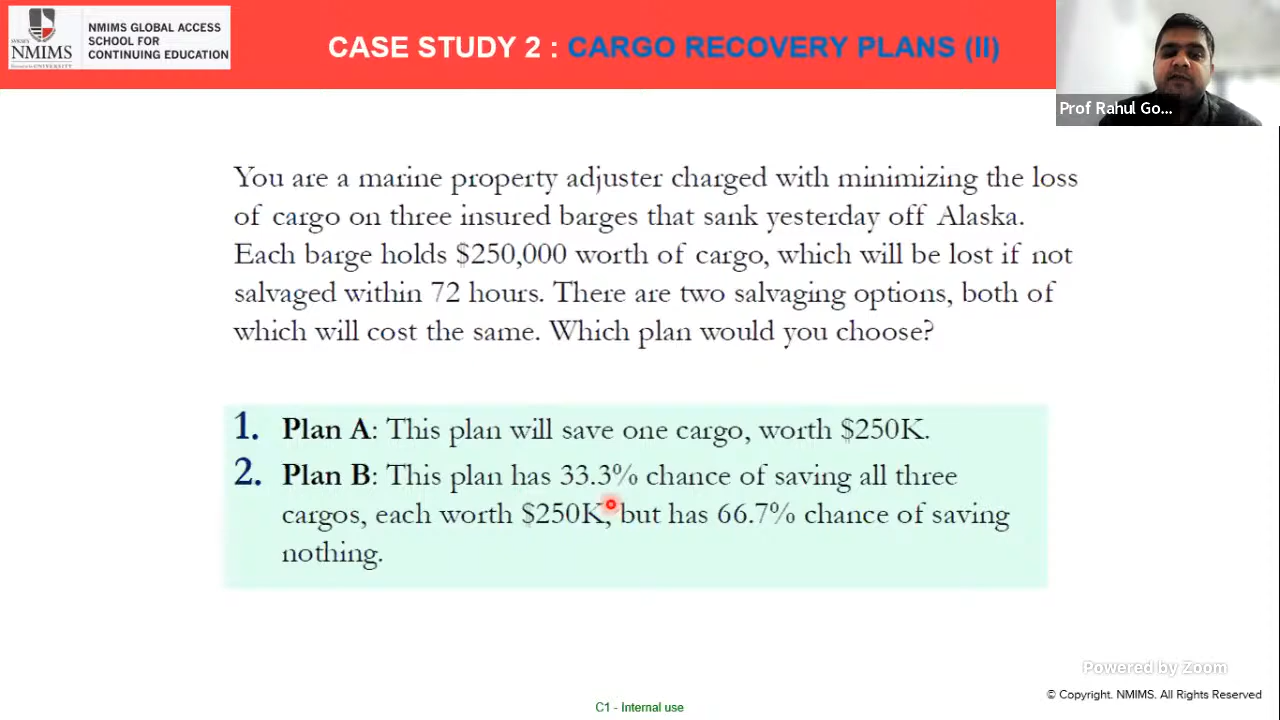 SVKM'S
NMIMS
NMIMS GLOBAL ACCESS
SCHOOL FOR
CONTINUING EDUCATION
CASE STUDY 2 : CARGO RECOVERY PLANS (II)
Prof Rahul Go...
You are a marine property adjuster charged with minimizing the loss
of cargo on three insured barges that sank yesterday off Alaska.
Each barge holds $250,000 worth of cargo, which will be lost if not
salvaged within 72 hours. There are two salvaging options, both of
which will cost the same. Which plan would you choose?
1. Plan A: This plan will save one cargo, worth $250K.
2. Plan B: This plan has 33.3% chance of saving all three
cargos, each worth $250K, but has 66.7% chance of saving
nothing.
Powered by Zoom
© Copyright. NMIMS. All Rights Reserved
C1 - Internal use